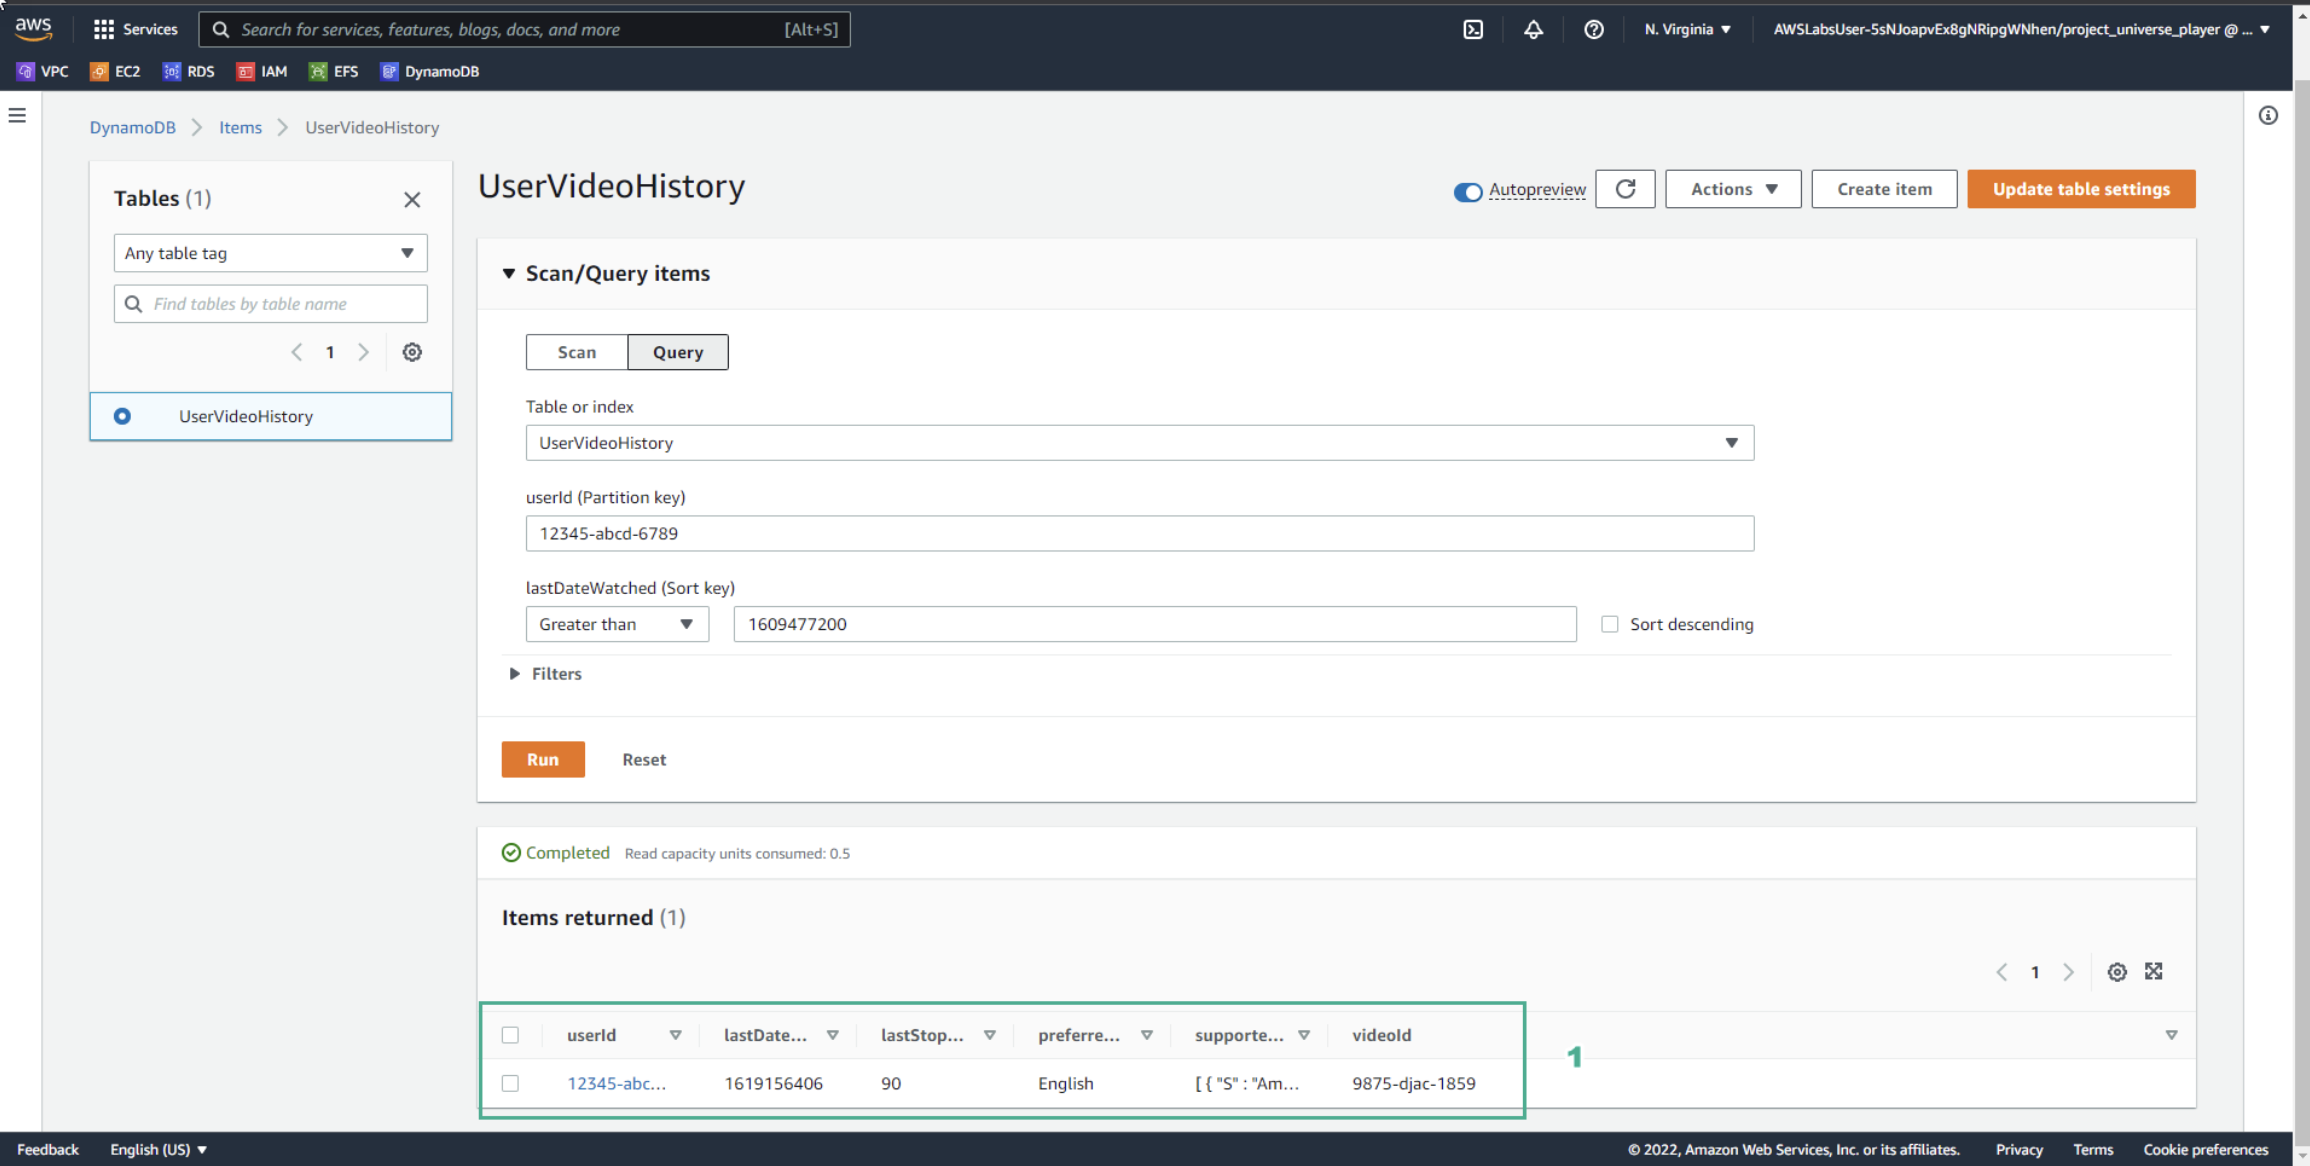 aws Services Search for services, features, blogs, docs, and more [Alt+S] N. Virginia ▼ AWSLabsUser-5sNJoapvEx8gNRipgWNhen/project_universe_player @ ... ▼
VPC EC2 RDS IAM EFS DynamoDB
DynamoDB > Items > UserVideoHistory
Tables (1)
Any table tag
Find tables by table name
1
UserVideoHistory
UserVideoHistory
Autopreview Actions ▼ Create item Update table settings
Scan/Query items
Scan Query
Table or index
UserVideoHistory
userId (Partition key)
12345-abcd-6789
lastDateWatched (Sort key)
Greater than 1609477200 Sort descending
Filters
Run Reset
Completed Read capacity units consumed: 0.5
Items returned (1)
1
userId lastDate... lastStop... preferre... supporte... videoId
1
12345-abc... 1619156406 90 English [ { "S" : "Am... 9875-djac-1859
Feedback English (US) ▼ © 2022, Amazon Web Services, Inc. or its affiliates. Privacy Terms Cookie preferences